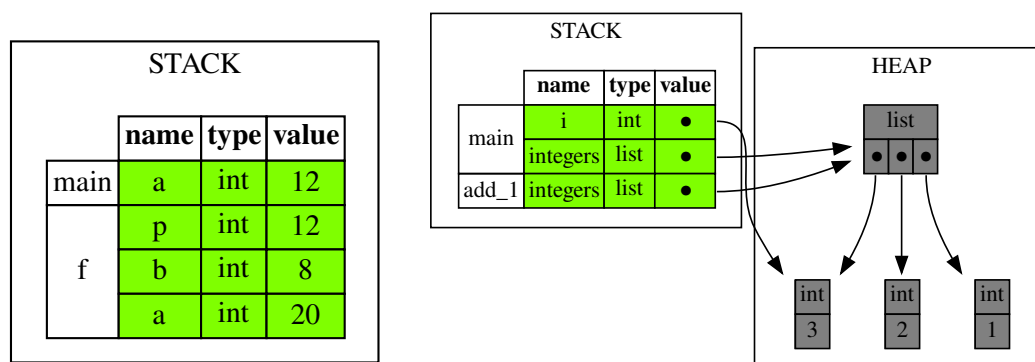 STACK
name type value
main a int 12
f p int 12
b int 8
a int 20
STACK
name type value
main i int •
integers list •
add_1 integers list •
HEAP
list
• • •
int int int
3 2 1